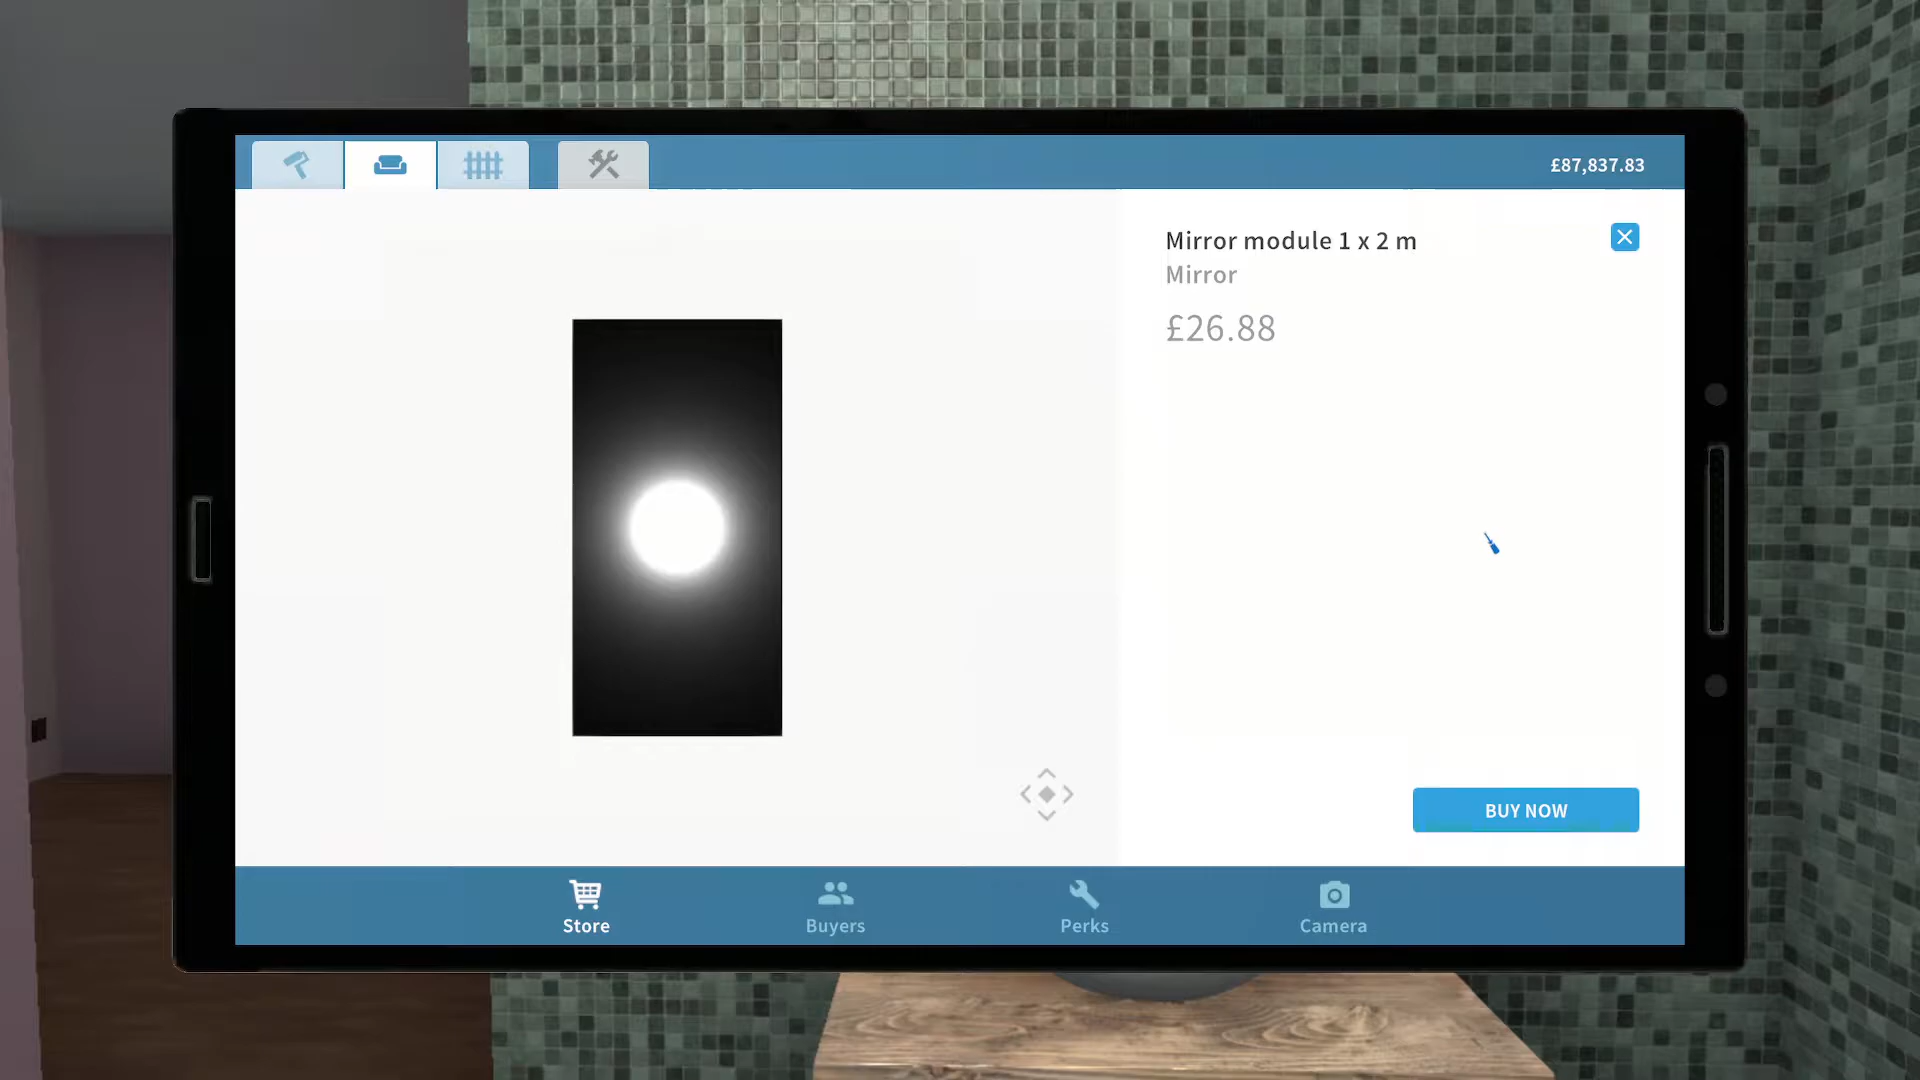 £87,837.83
Mirror module 1 x 2 m
Mirror
£26.88
BUY NOW
Store
Buyers
Perks
Camera